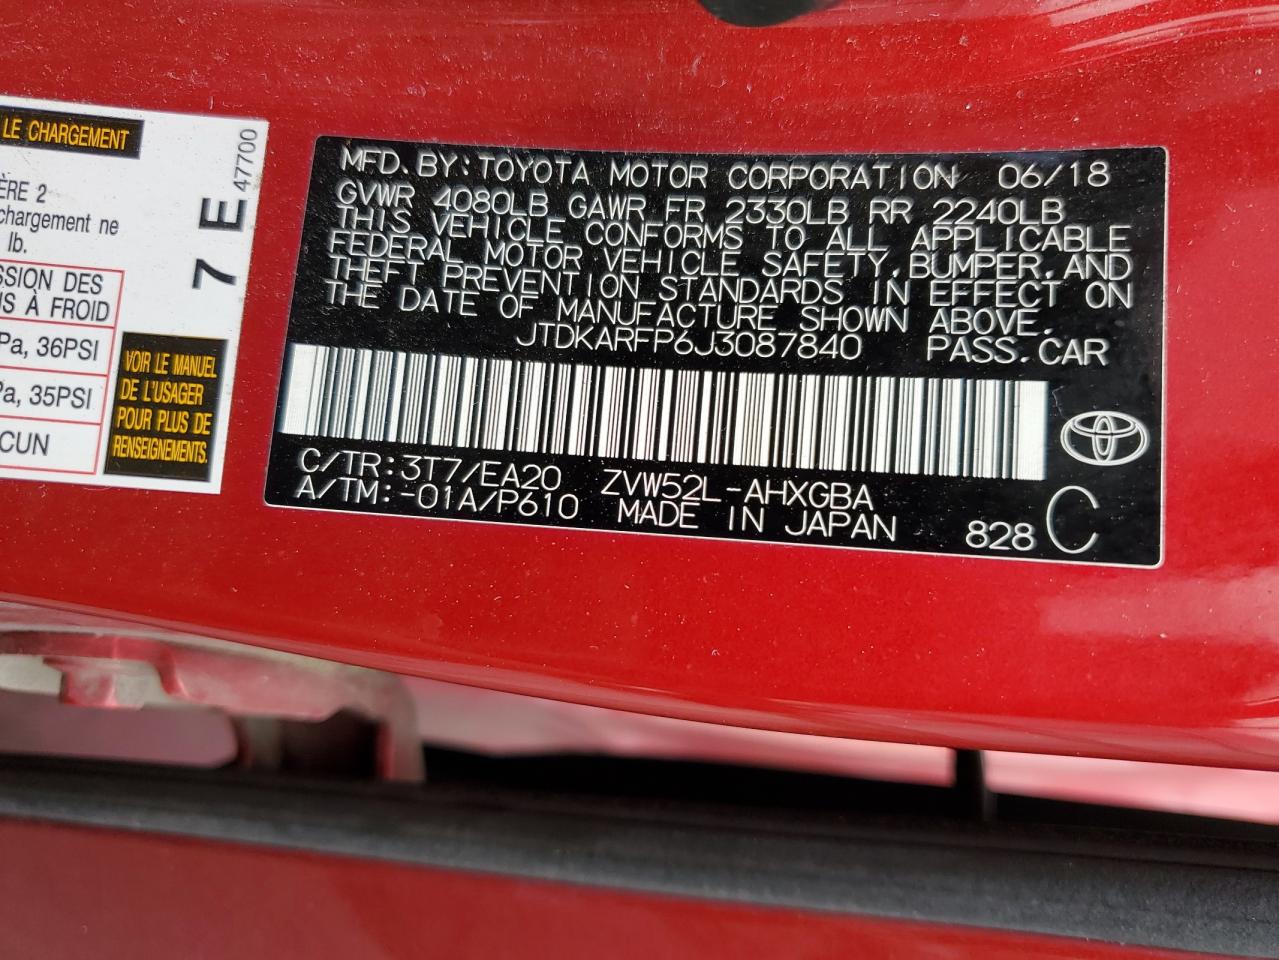 LE CHARGEMENT
ÈRE 2
chargement ne
lb.
SSION DES
US À FROID
Pa, 36PSI
Pa, 35PSI
CUN
7 E 47700
VOIR LE MANUEL
DE L'USAGER
POUR PLUS DE
RENSEIGNEMENTS.
MFD. BY: TOYOTA MOTOR CORPORATION 06/18
GVWR 4080LB GAWR FR 2330LB RR 2240LB
THIS VEHICLE CONFORMS TO ALL APPLICABLE
FEDERAL MOTOR VEHICLE SAFETY, BUMPER, AND
THEFT PREVENTION STANDARDS IN EFFECT ON
THE DATE OF MANUFACTURE SHOWN ABOVE.
JTDKARFP6J3087840 PASS. CAR
C/TR: 3T7/EA20 ZVW52L-AHXGBA
A/TM: -01A/P610 MADE IN JAPAN 828 C